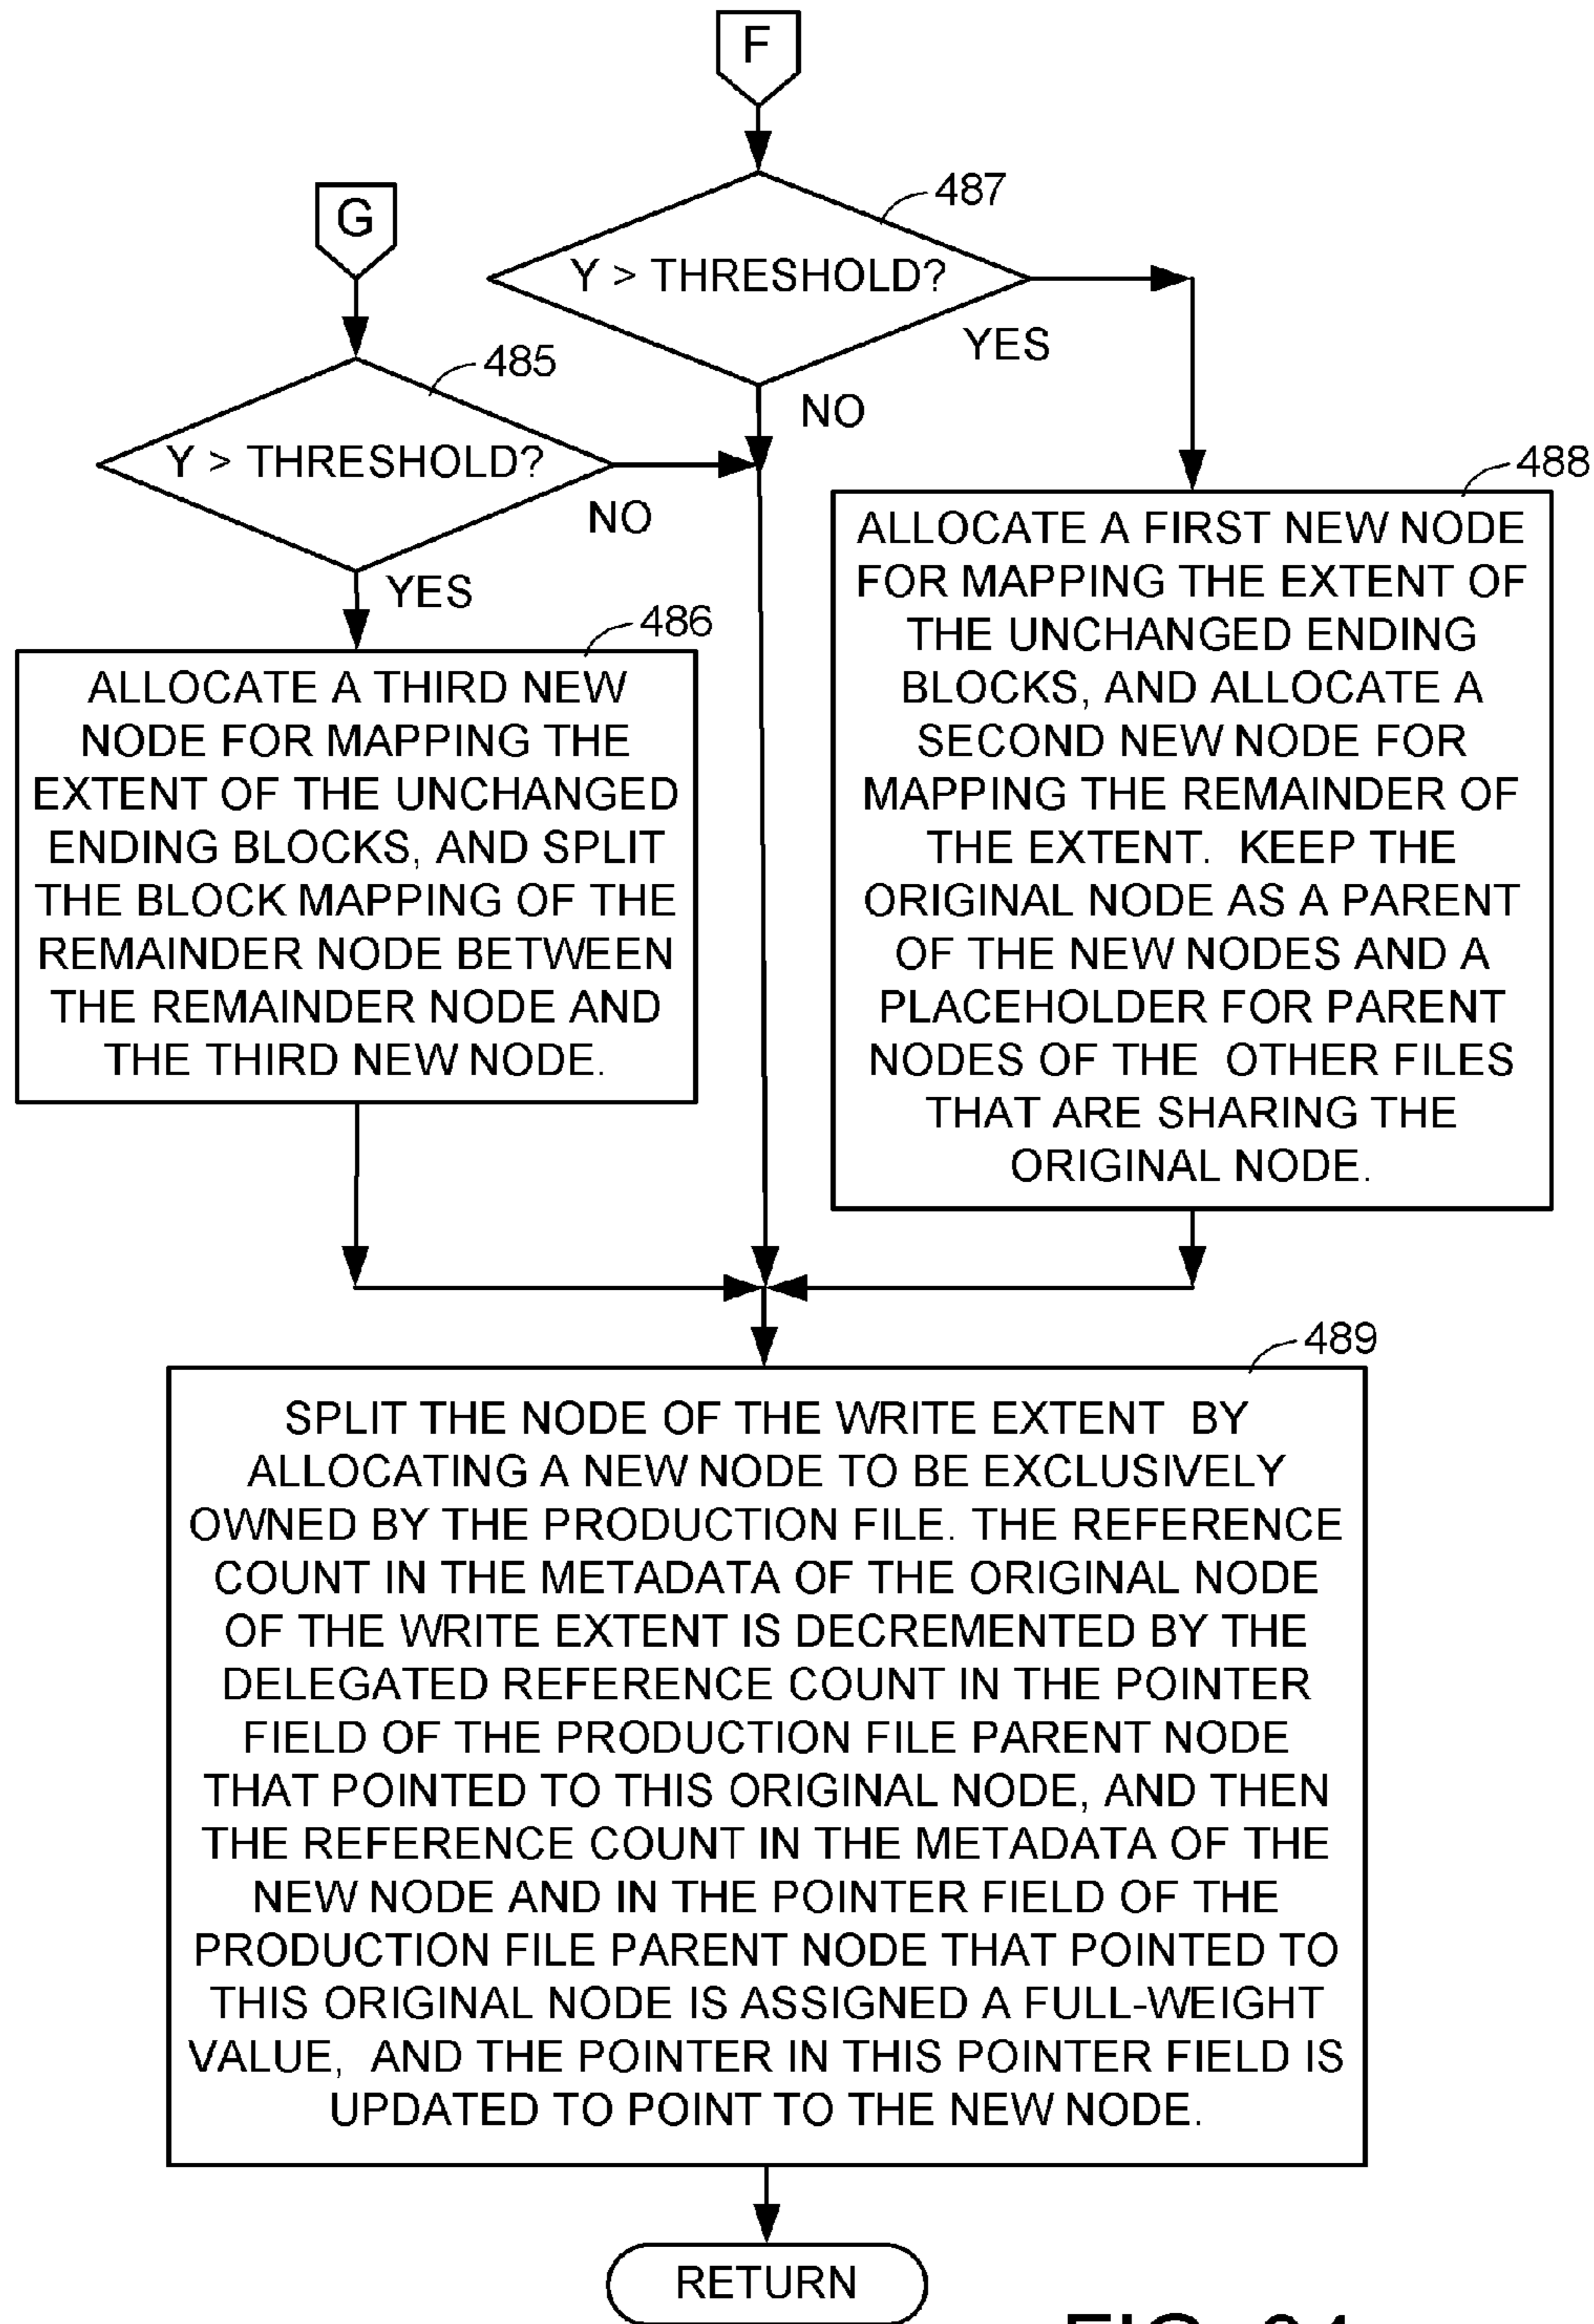 F
G
487
Y > THRESHOLD?
YES
NO
485
Y > THRESHOLD?
NO
YES
486
ALLOCATE A THIRD NEW
NODE FOR MAPPING THE
EXTENT OF THE UNCHANGED
ENDING BLOCKS, AND SPLIT
THE BLOCK MAPPING OF THE
REMAINDER NODE BETWEEN
THE REMAINDER NODE AND
THE THIRD NEW NODE.
488
ALLOCATE A FIRST NEW NODE
FOR MAPPING THE EXTENT OF
THE UNCHANGED ENDING
BLOCKS, AND ALLOCATE A
SECOND NEW NODE FOR
MAPPING THE REMAINDER OF
THE EXTENT. KEEP THE
ORIGINAL NODE AS A PARENT
OF THE NEW NODES AND A
PLACEHOLDER FOR PARENT
NODES OF THE OTHER FILES
THAT ARE SHARING THE
ORIGINAL NODE.
489
SPLIT THE NODE OF THE WRITE EXTENT BY
ALLOCATING A NEW NODE TO BE EXCLUSIVELY
OWNED BY THE PRODUCTION FILE. THE REFERENCE
COUNT IN THE METADATA OF THE ORIGINAL NODE
OF THE WRITE EXTENT IS DECREMENTED BY THE
DELEGATED REFERENCE COUNT IN THE POINTER
FIELD OF THE PRODUCTION FILE PARENT NODE
THAT POINTED TO THIS ORIGINAL NODE, AND THEN
THE REFERENCE COUNT IN THE METADATA OF THE
NEW NODE AND IN THE POINTER FIELD OF THE
PRODUCTION FILE PARENT NODE THAT POINTED TO
THIS ORIGINAL NODE IS ASSIGNED A FULL-WEIGHT
VALUE, AND THE POINTER IN THIS POINTER FIELD IS
UPDATED TO POINT TO THE NEW NODE.
RETURN